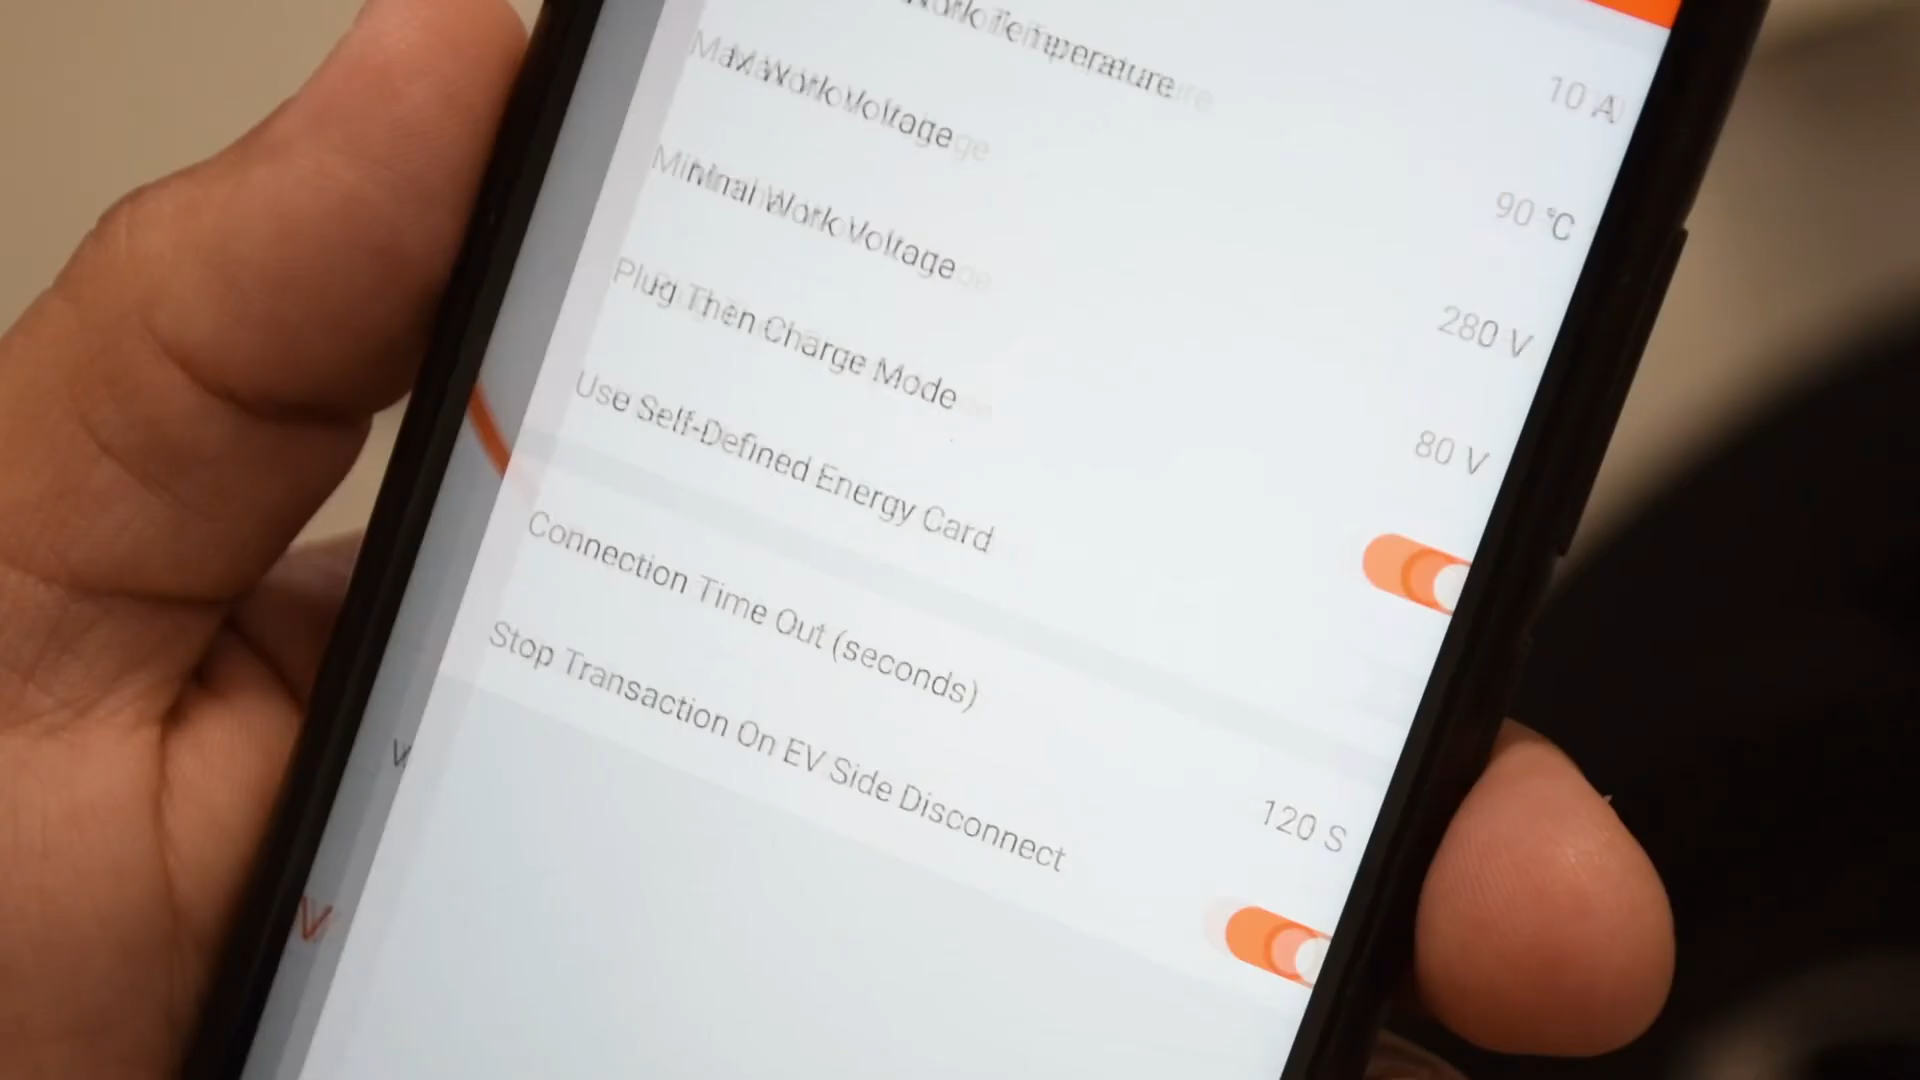 Work Temperature
10 A
Max Work Voltage
90 °C
Minimal Work Voltage
280 V
Plug Then Charge Mode
80 V
Use Self-Defined Energy Card
Connection Time Out (seconds)
120 S
Stop Transaction On EV Side Disconnect